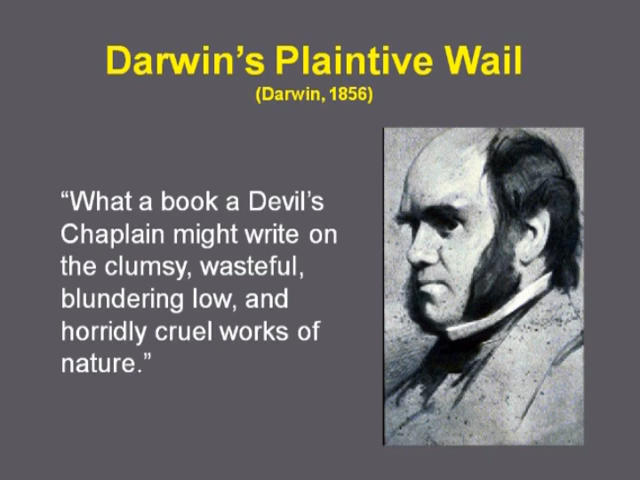 Darwin’s Plaintive Wail
(Darwin, 1856)
“What a book a Devil’s
Chaplain might write on
the clumsy, wasteful,
blundering low, and
horridly cruel works of
nature.”